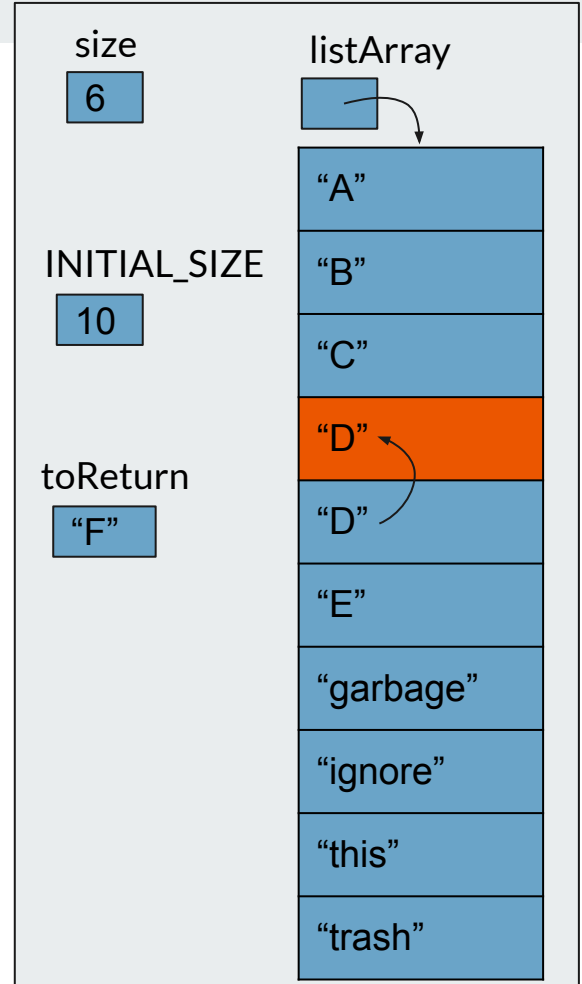 size
6
listArray
INITIAL_SIZE
10
toReturn
“F”
“A”
“B”
“C”
“D”
“D”
“E”
“garbage”
“ignore”
“this”
“trash”